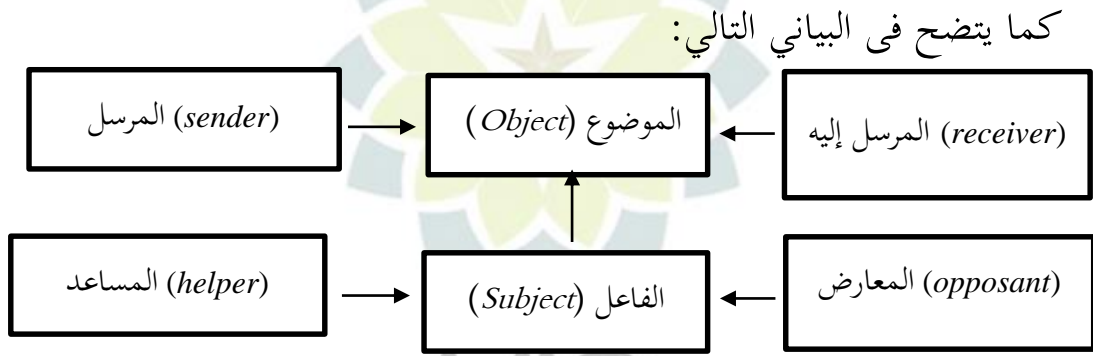 كما يتضح فى البياني التالي:
(receiver) المرسل إليه
الموضوع (Object)
(sender) المرسل
(opposant) المعارض
الفاعل (Subject)
(helper) المساعد